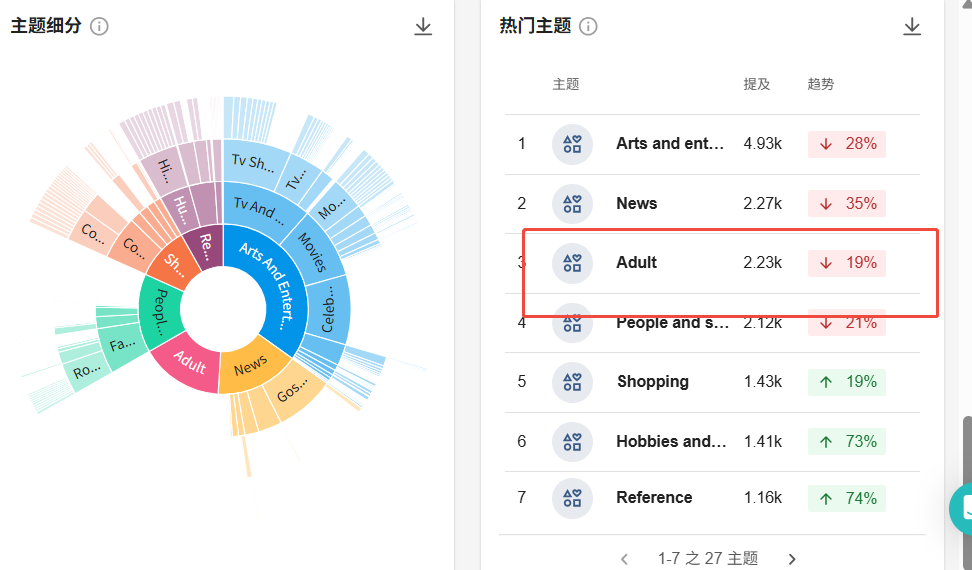 主题细分
热门主题
主题 提及 趋势
1 Arts and ent… 4.93k 28%
2 News 2.27k 35%
3 Adult 2.23k 19%
4 People and s… 2.12k 21%
5 Shopping 1.43k 19%
6 Hobbies and… 1.41k 73%
7 Reference 1.16k 74%
1-7 之 27 主题
Hi…
Tv Sh…
Tv…
Hu…
Tv And …
Mo…
Co…
Co…
Sh…
Re…
Arts And Entert…
Movies
Peopl…
Celeb…
Fa…
Ro…
Adult
News
Gos…